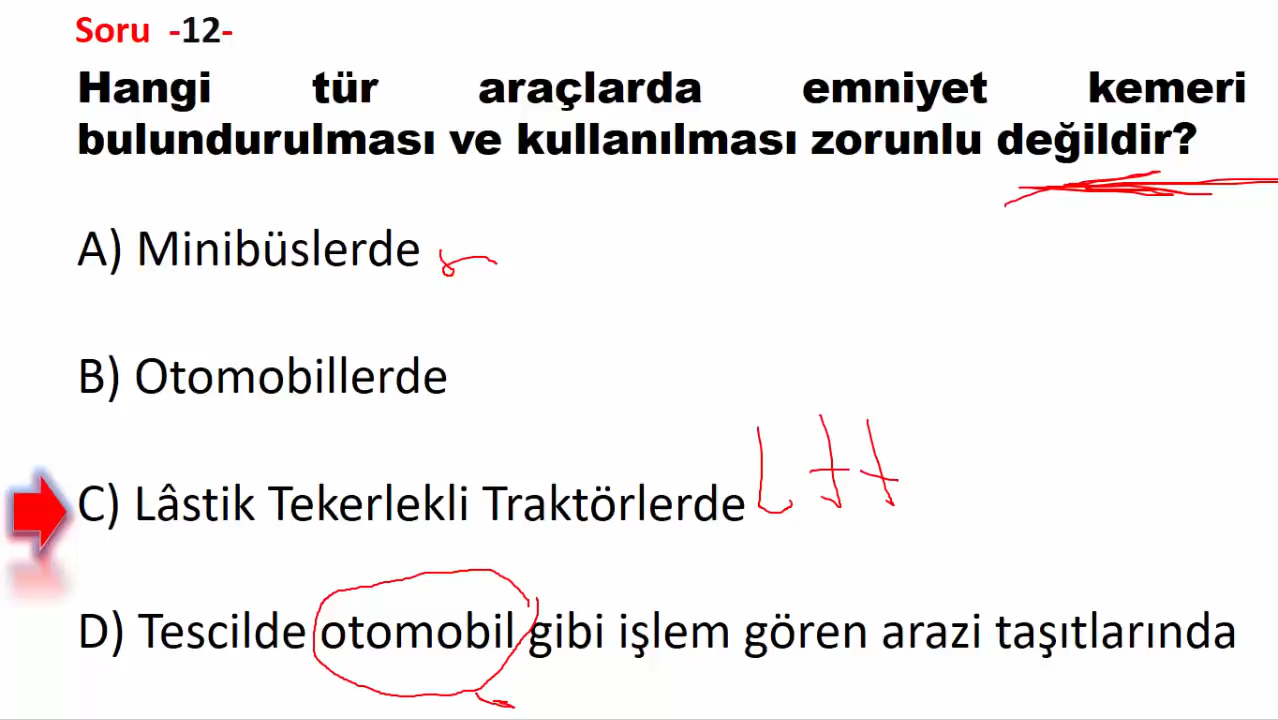 Soru -12-
Hangi tür araçlarda emniyet kemeri
bulundurulması ve kullanılması zorunlu değildir?
A) Minibüslerde
B) Otomobillerde
C) Lâstik Tekerlekli Traktörlerde
D) Tescilde otomobil gibi işlem gören arazi taşıtlarında